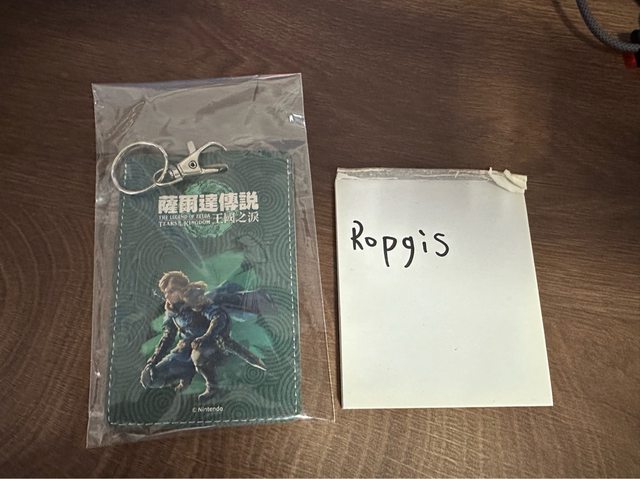 薩爾達傳說
THE LEGEND OF ZELDA
TEARS OF THE KINGDOM 王國之淚
© Nintendo
Ropgis